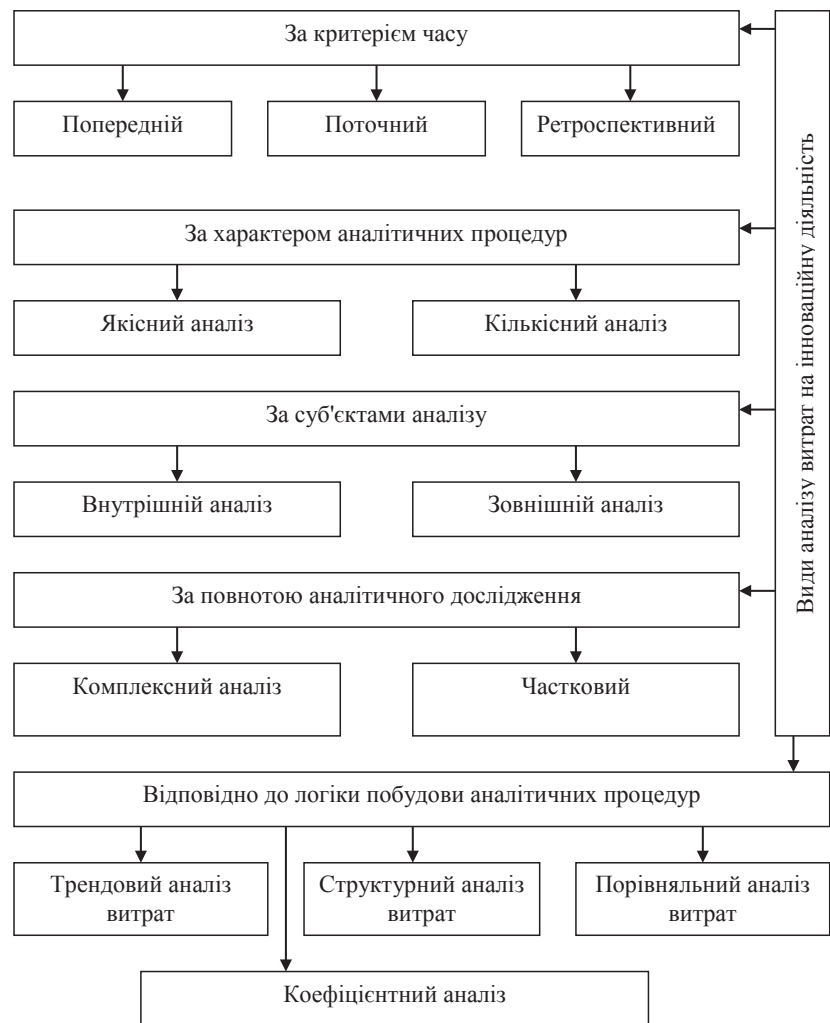 За критерієм часу
Попередній
Поточний
Ретроспективний
За характером аналітичних процедур
Якісний аналіз
Кількісний аналіз
За суб'єктами аналізу
Внутрішній аналіз
Зовнішній аналіз
За повнотою аналітичного дослідження
Комплексний аналіз
Частковий
Види аналізу витрат на інноваційну діяльність
Відповідно до логіки побудови аналітичних процедур
Трендовий аналіз
витрат
Структурний аналіз
витрат
Порівняльний аналіз
витрат
Коефіцієнтний аналіз